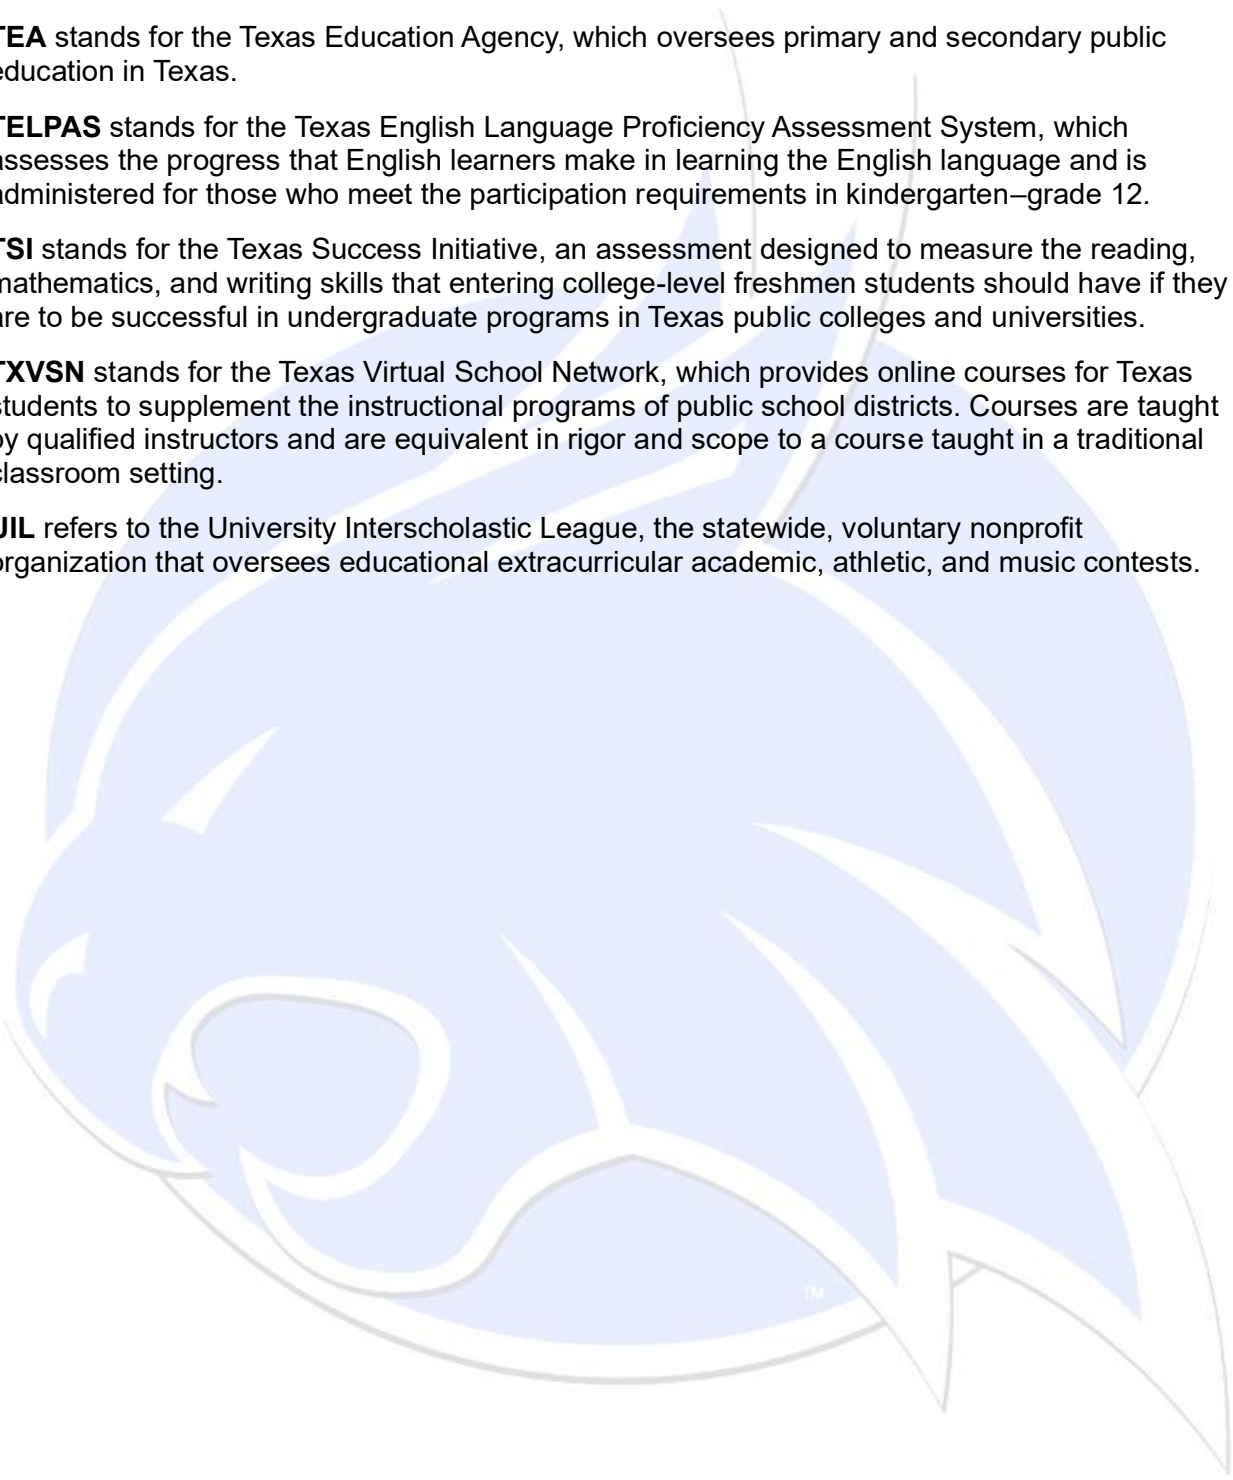 TEA stands for the Texas Education Agency, which oversees primary and secondary public
education in Texas.
TELPAS stands for the Texas English Language Proficiency Assessment System, which
assesses the progress that English learners make in learning the English language and is
administered for those who meet the participation requirements in kindergarten–grade 12.
TSI stands for the Texas Success Initiative, an assessment designed to measure the reading,
mathematics, and writing skills that entering college-level freshmen students should have if they
are to be successful in undergraduate programs in Texas public colleges and universities.
TXVSN stands for the Texas Virtual School Network, which provides online courses for Texas
students to supplement the instructional programs of public school districts. Courses are taught
by qualified instructors and are equivalent in rigor and scope to a course taught in a traditional
classroom setting.
UIL refers to the University Interscholastic League, the statewide, voluntary nonprofit
organization that oversees educational extracurricular academic, athletic, and music contests.
TM